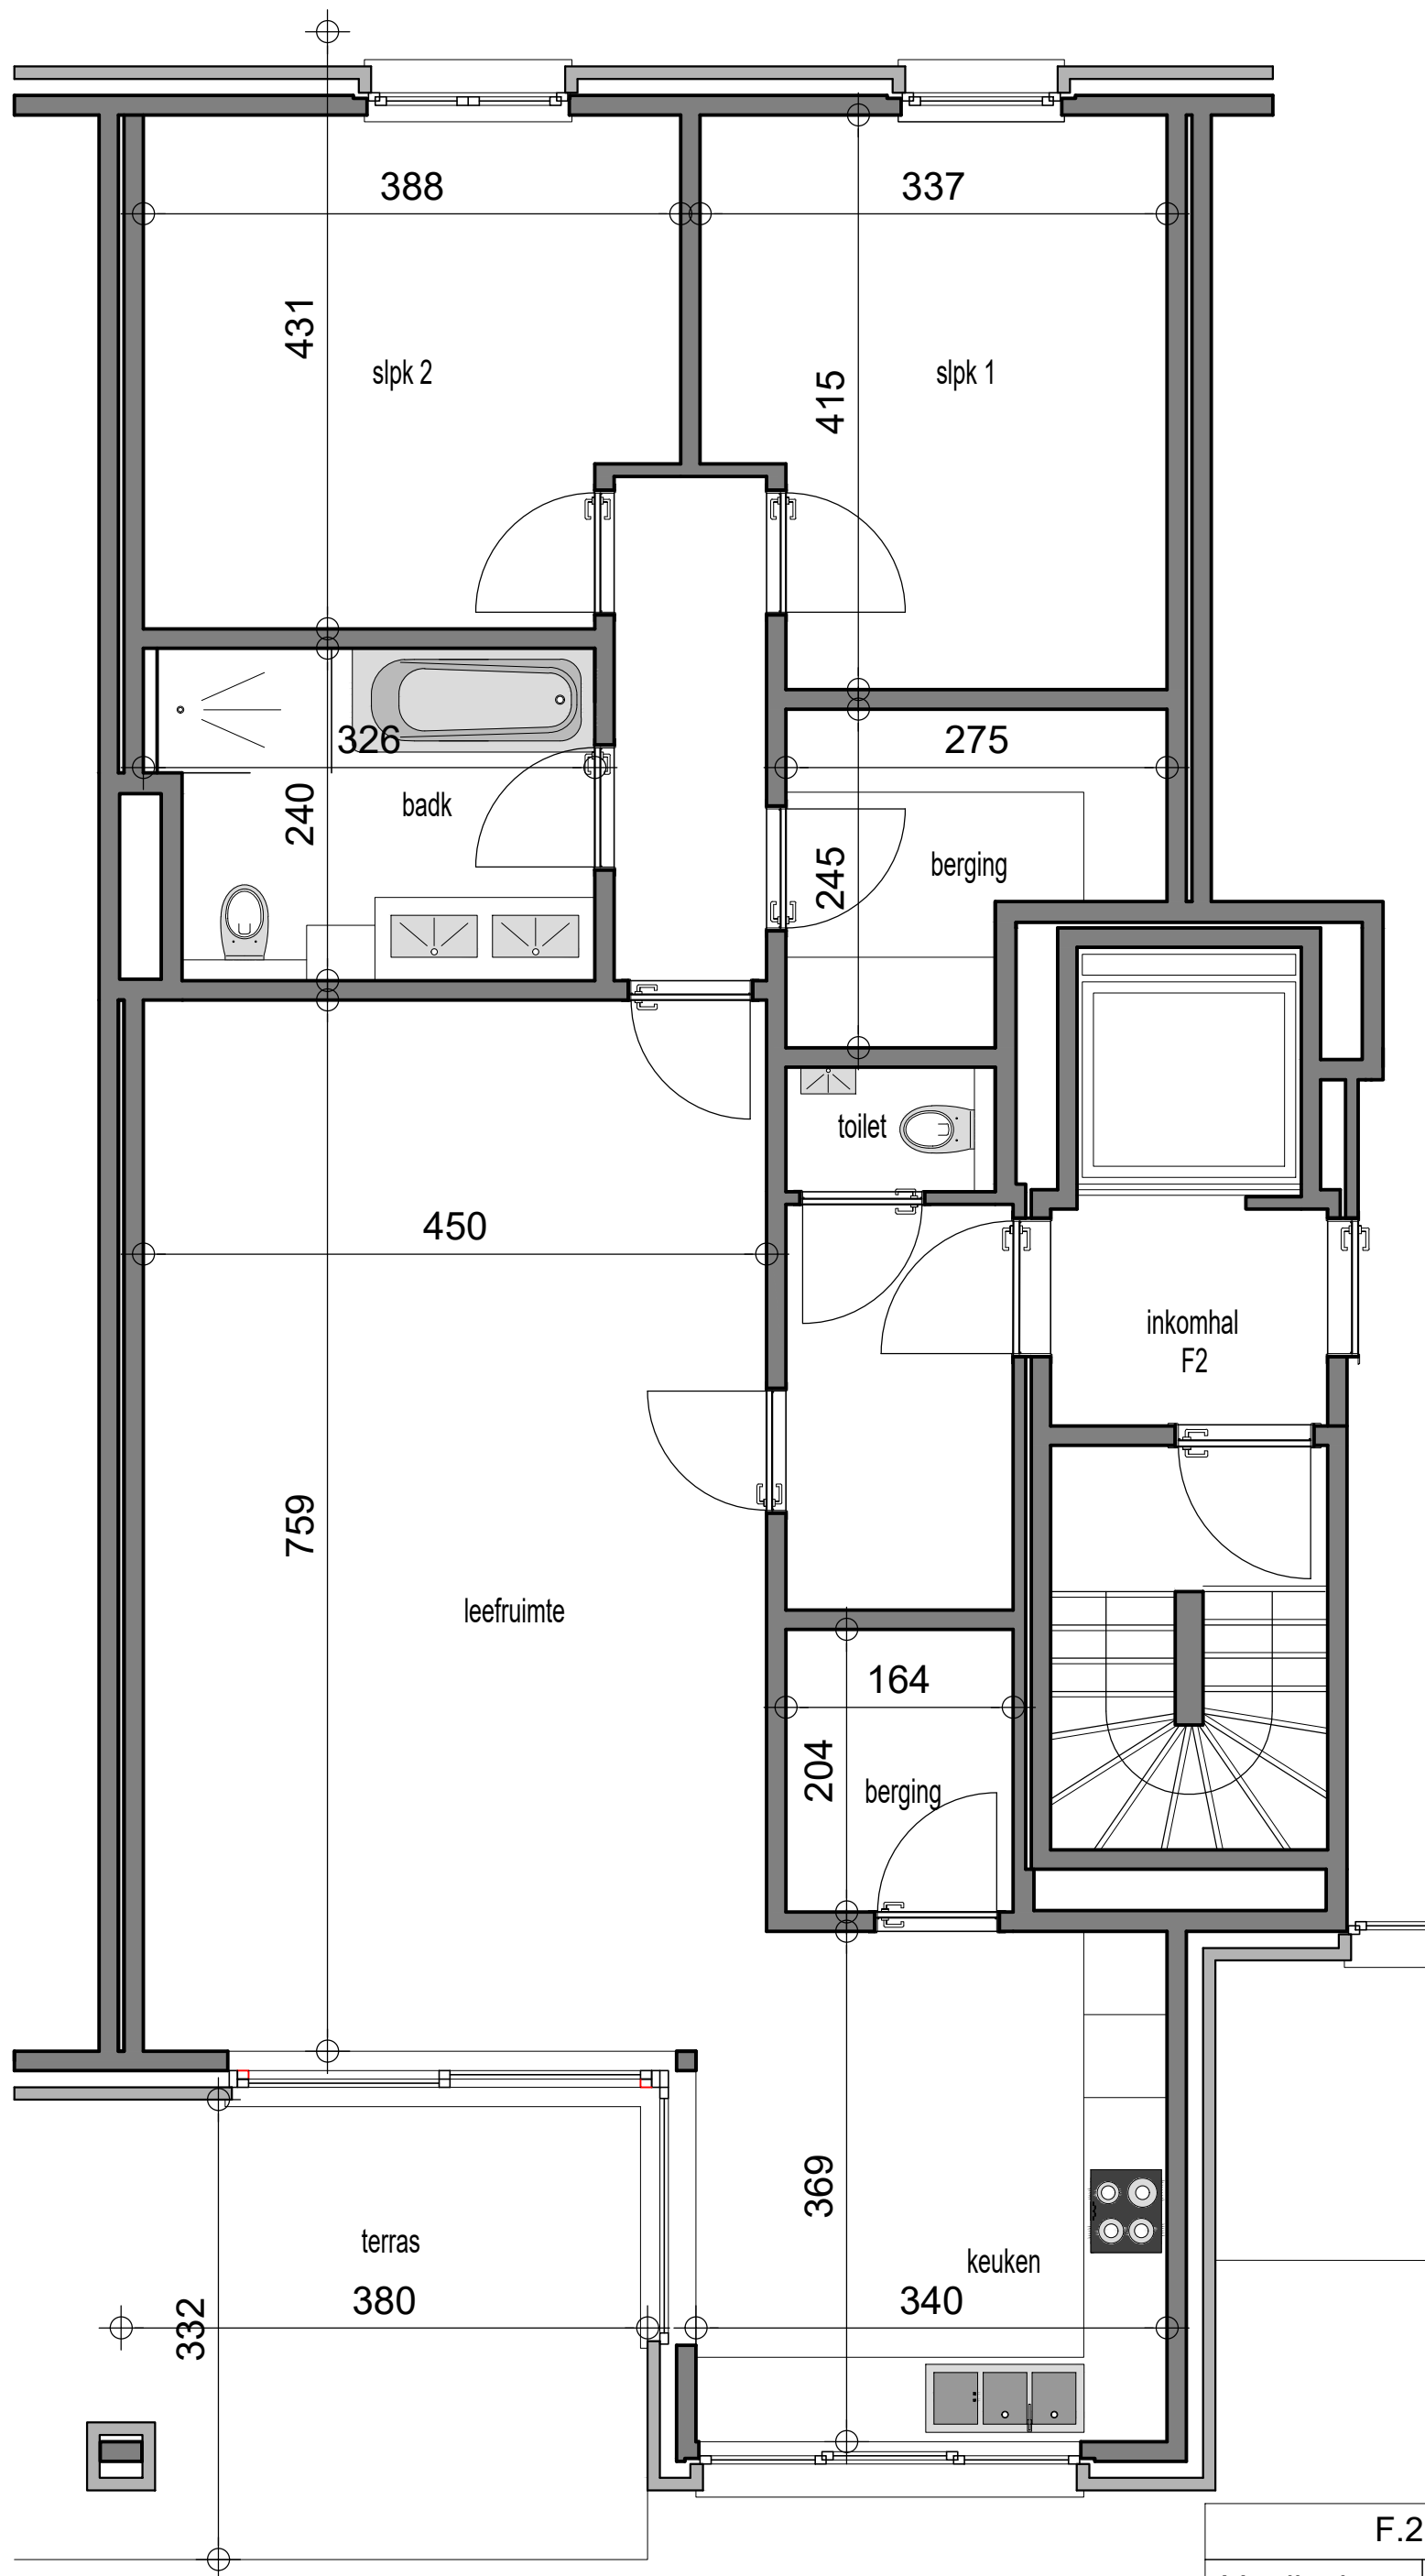 388
337
431
slpk 2
415
slpk 1
326
275
240
badk
245
berging
toilet
450
inkomhal
F2
759
leefruimte
164
204
berging
369
terras
keuken
332
380
340
F.2